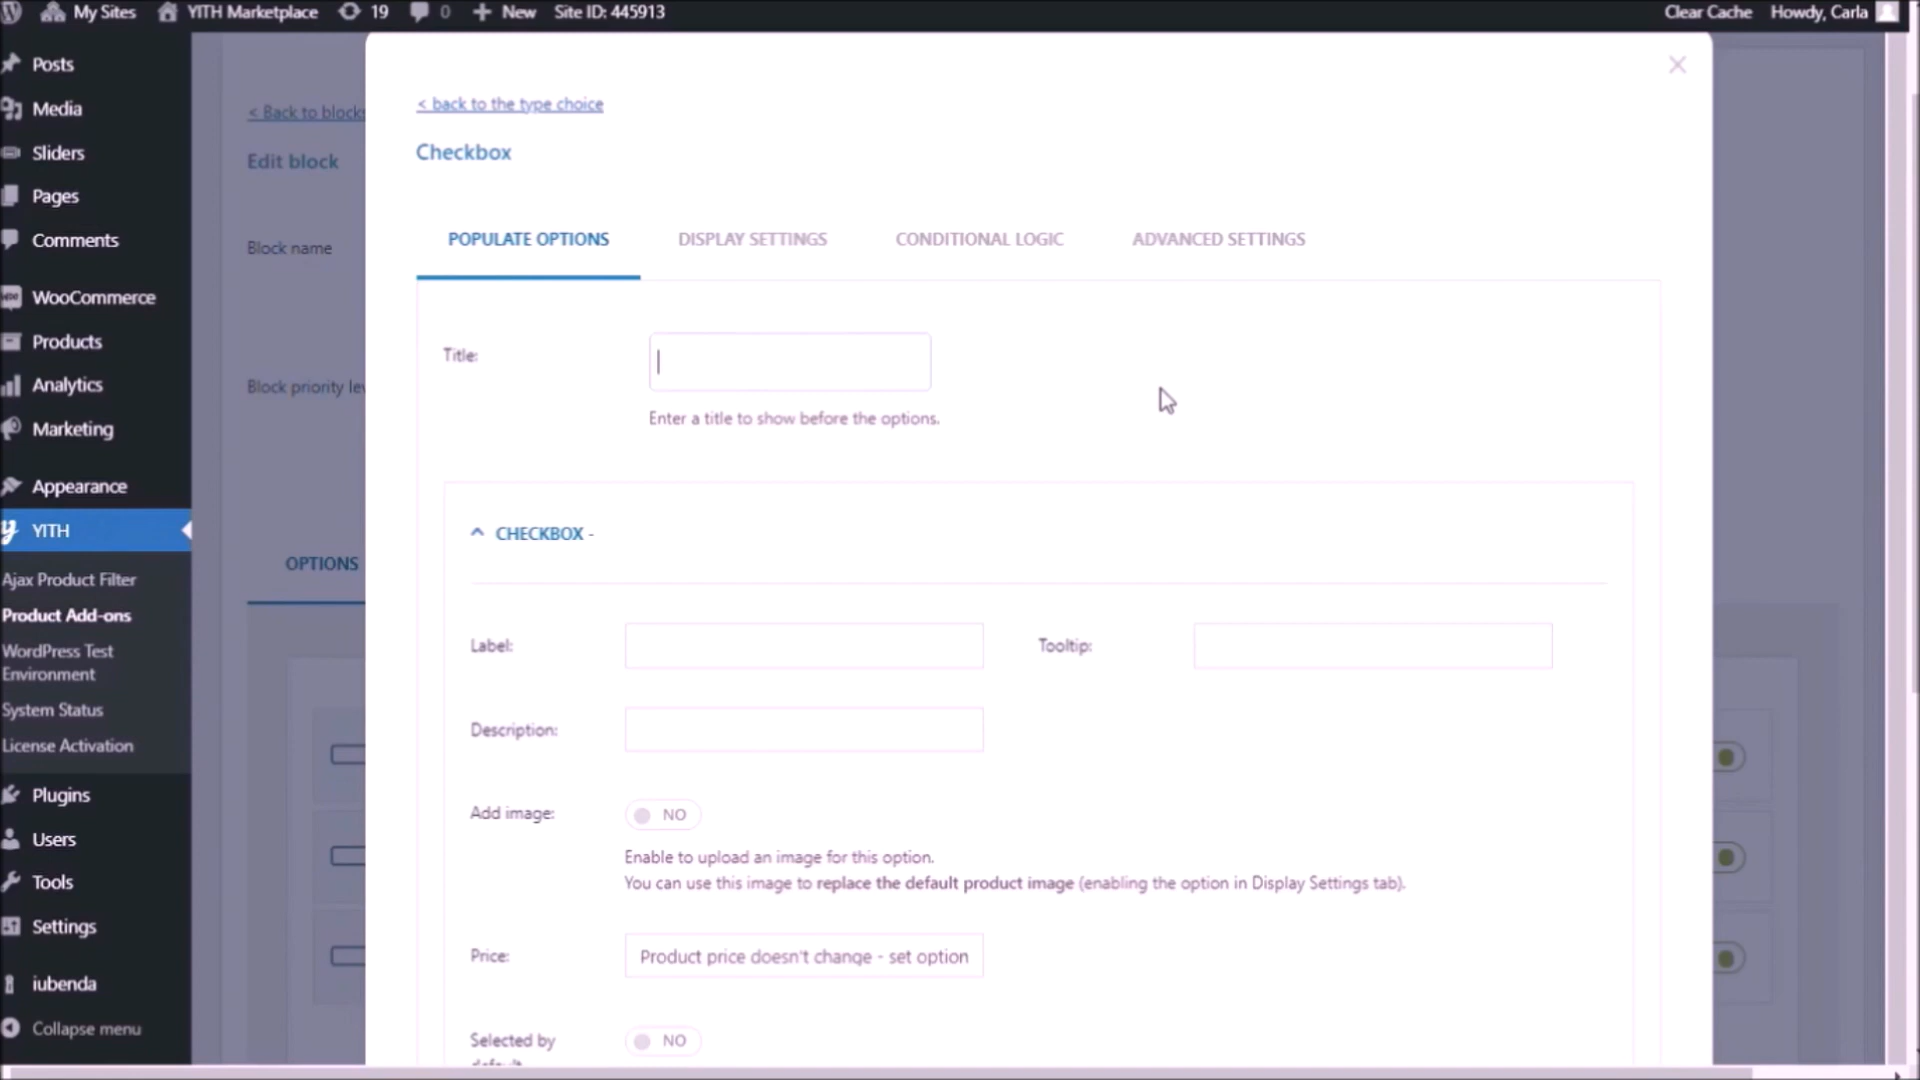 My Sites
YITH Marketplace
19
0
New
Site ID: 445913
Clear Cache
Howdy, Carla
Posts
Media
Sliders
Pages
Comments
WooCommerce
Products
Analytics
Marketing
Appearance
YITH
Ajax Product Filter
Product Add-ons
WordPress Test
Environment
System Status
License Activation
Plugins
Users
Tools
Settings
iubenda
Collapse menu
< Back to blocks
Edit block
Block name
Block priority lev
OPTIONS
< back to the type choice
Checkbox
POPULATE OPTIONS
DISPLAY SETTINGS
CONDITIONAL LOGIC
ADVANCED SETTINGS
Title:
Enter a title to show before the options.
CHECKBOX -
Label:
Tooltip:
Description:
Add image:
NO
Enable to upload an image for this option.
You can use this image to replace the default product image (enabling the option in Display Settings tab).
Price:
Product price doesn't change - set option
Selected by
NO